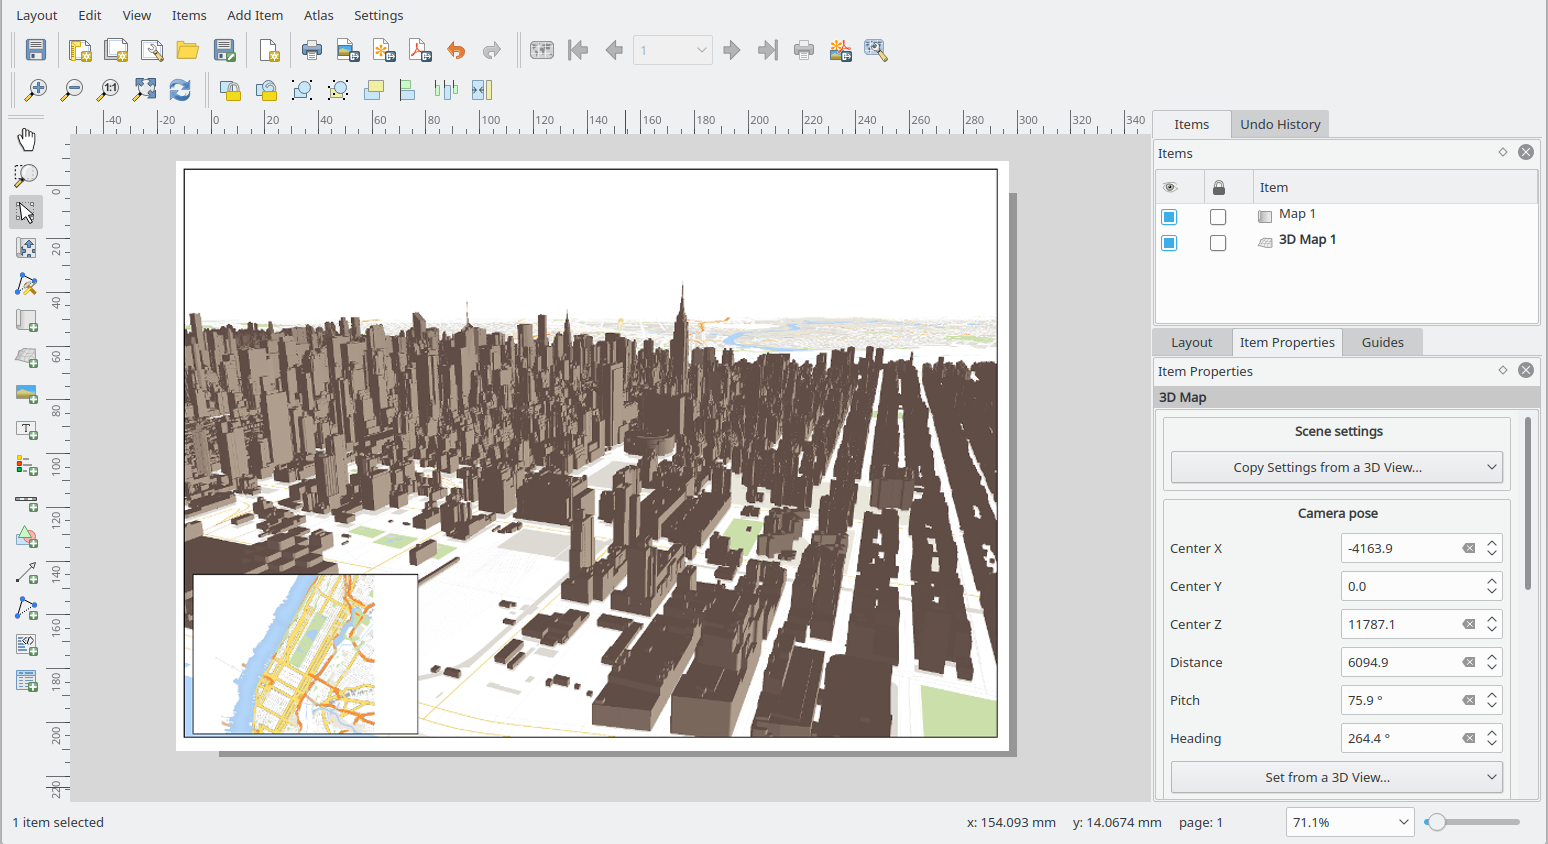 Layout Edit View Items Add Item Atlas Settings
1
1:1
-40 -20 0 20 40 60 80 100 120 140 160 180 200 220 240 260 280 300 320 340
0
20
40
60
80
100
120
140
160
180
200
220
T
Items Undo History
Items
Item
Map 1
3D Map 1
Layout Item Properties Guides
Item Properties
3D Map
Scene settings
Copy Settings from a 3D View...
Camera pose
Center X -4163.9
Center Y 0.0
Center Z 11787.1
Distance 6094.9
Pitch 75.9 °
Heading 264.4 °
Set from a 3D View...
1 item selected x: 154.093 mm y: 14.0674 mm page: 1 71.1%